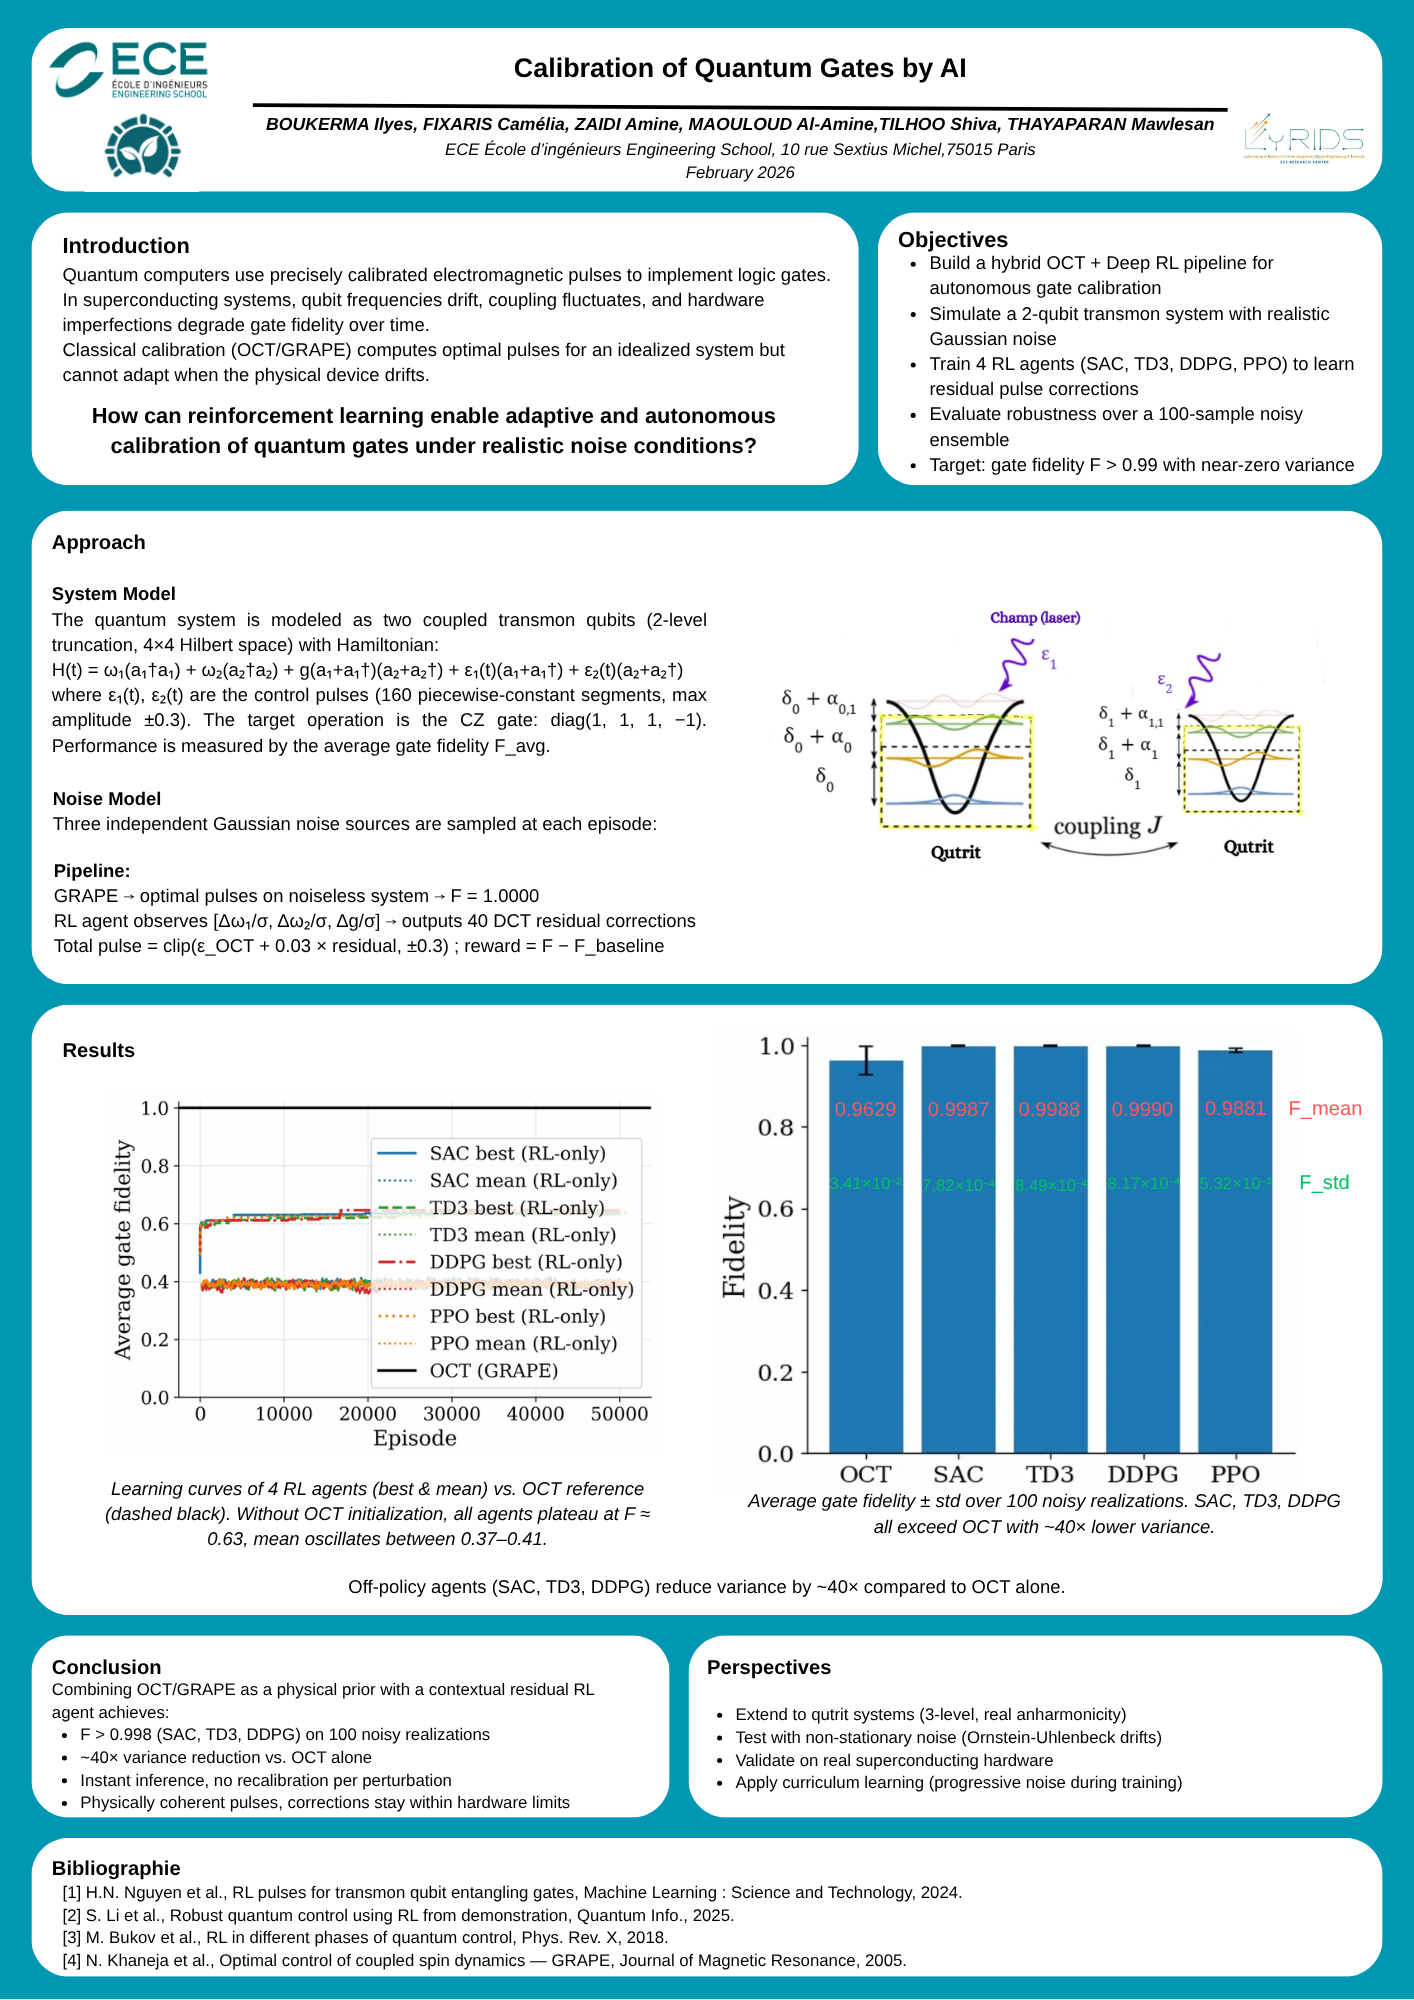 ECE
ÉCOLE D'INGÉNIEURS
ENGINEERING SCHOOL
Calibration of Quantum Gates by AI
BOUKERMA Ilyes, FIXARIS Camélia, ZAIDI Amine, MAOULOUD Al-Amine,TILHOO Shiva, THAYAPARAN Mawlesan
ECE École d'ingénieurs Engineering School, 10 rue Sextius Michel,75015 Paris
February 2026
LYRIDS
ECE RESEARCH CENTER
Introduction
Quantum computers use precisely calibrated electromagnetic pulses to implement logic gates.
In superconducting systems, qubit frequencies drift, coupling fluctuates, and hardware
imperfections degrade gate fidelity over time.
Classical calibration (OCT/GRAPE) computes optimal pulses for an idealized system but
cannot adapt when the physical device drifts.
How can reinforcement learning enable adaptive and autonomous
calibration of quantum gates under realistic noise conditions?
Objectives
• Build a hybrid OCT + Deep RL pipeline for
autonomous gate calibration
• Simulate a 2-qubit transmon system with realistic
Gaussian noise
• Train 4 RL agents (SAC, TD3, DDPG, PPO) to learn
residual pulse corrections
• Evaluate robustness over a 100-sample noisy
ensemble
• Target: gate fidelity F > 0.99 with near-zero variance
Approach
System Model
The quantum system is modeled as two coupled transmon qubits (2-level
truncation, 4×4 Hilbert space) with Hamiltonian:
H(t) = ω₁(a₁†a₁) + ω₂(a₂†a₂) + g(a₁+a₁†)(a₂+a₂†) + ε₁(t)(a₁+a₁†) + ε₂(t)(a₂+a₂†)
where ε₁(t), ε₂(t) are the control pulses (160 piecewise-constant segments, max
amplitude ±0.3). The target operation is the CZ gate: diag(1, 1, 1, −1).
Performance is measured by the average gate fidelity F_avg.
Noise Model
Three independent Gaussian noise sources are sampled at each episode:
Pipeline:
GRAPE → optimal pulses on noiseless system → F = 1.0000
RL agent observes [Δω₁/σ, Δω₂/σ, Δg/σ] → outputs 40 DCT residual corrections
Total pulse = clip(ε_OCT + 0.03 × residual, ±0.3) ; reward = F − F_baseline
Champ (laser)
ε₁
ε₂
δ₀ + α₀,₁
δ₀ + α₀
δ₀
δ₁ + α₁,₁
δ₁ + α₁
δ₁
coupling J
Qutrit
Qutrit
Results
1.0
0.8
0.6
0.4
0.2
0.0
Average gate fidelity
SAC best (RL-only)
SAC mean (RL-only)
TD3 best (RL-only)
TD3 mean (RL-only)
DDPG best (RL-only)
DDPG mean (RL-only)
PPO best (RL-only)
PPO mean (RL-only)
OCT (GRAPE)
0 10000 20000 30000 40000 50000
Episode
Learning curves of 4 RL agents (best & mean) vs. OCT reference
(dashed black). Without OCT initialization, all agents plateau at F ≈
0.63, mean oscillates between 0.37–0.41.
1.0
0.8
0.6
0.4
0.2
0.0
Fidelity
0.9629 0.9987 0.9988 0.9990 0.9881 F_mean
3.41×10⁻² 7.82×10⁻⁴ 8.49×10⁻⁴ 8.17×10⁻⁴ 5.32×10⁻³ F_std
OCT SAC TD3 DDPG PPO
Average gate fidelity ± std over 100 noisy realizations. SAC, TD3, DDPG
all exceed OCT with ~40× lower variance.
Off-policy agents (SAC, TD3, DDPG) reduce variance by ~40× compared to OCT alone.
Conclusion
Combining OCT/GRAPE as a physical prior with a contextual residual RL
agent achieves:
• F > 0.998 (SAC, TD3, DDPG) on 100 noisy realizations
• ~40× variance reduction vs. OCT alone
• Instant inference, no recalibration per perturbation
• Physically coherent pulses, corrections stay within hardware limits
Perspectives
• Extend to qutrit systems (3-level, real anharmonicity)
• Test with non-stationary noise (Ornstein-Uhlenbeck drifts)
• Validate on real superconducting hardware
• Apply curriculum learning (progressive noise during training)
Bibliographie
[1] H.N. Nguyen et al., RL pulses for transmon qubit entangling gates, Machine Learning : Science and Technology, 2024.
[2] S. Li et al., Robust quantum control using RL from demonstration, Quantum Info., 2025.
[3] M. Bukov et al., RL in different phases of quantum control, Phys. Rev. X, 2018.
[4] N. Khaneja et al., Optimal control of coupled spin dynamics — GRAPE, Journal of Magnetic Resonance, 2005.